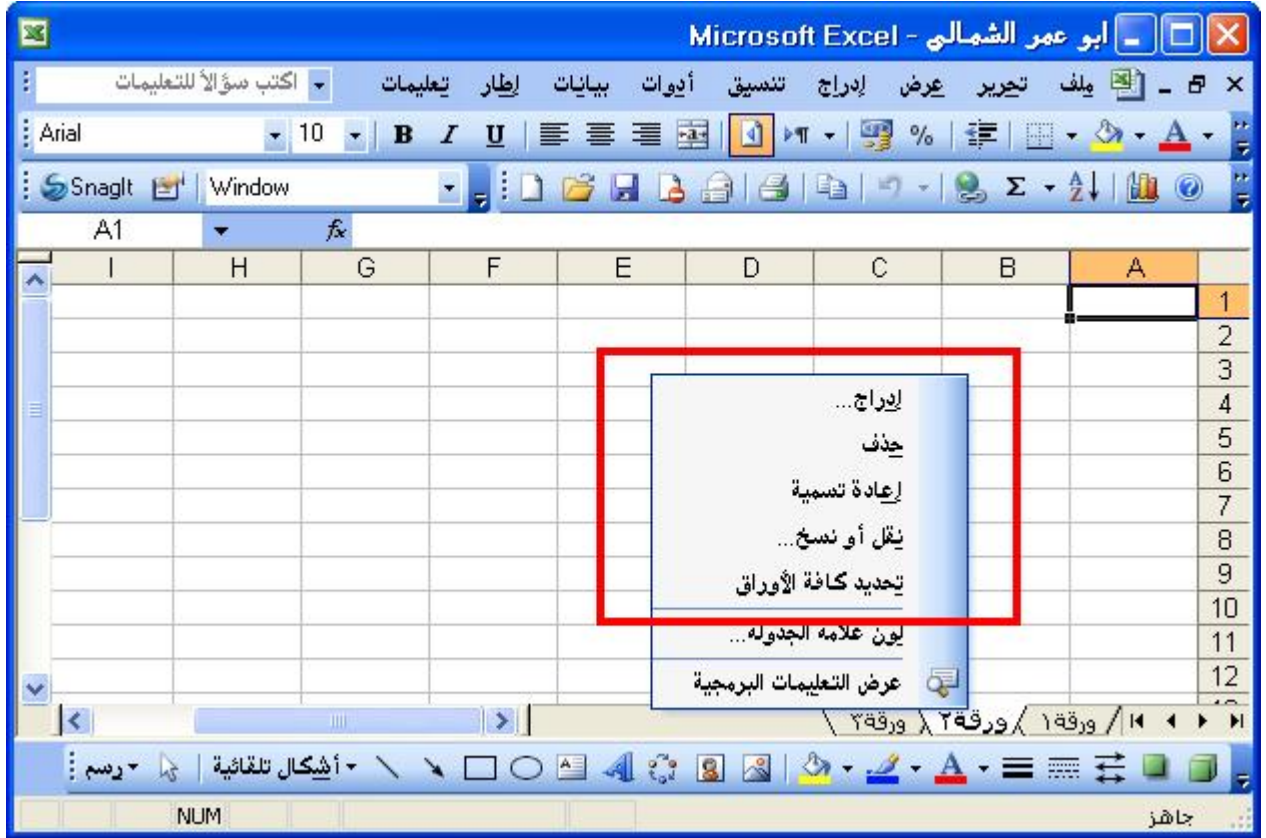 ابو عمر الشمالي - Microsoft Excel
ملف تحرير عرض إدراج تنسيق أدوات بيانات إطار تعليمات اكتب سؤالاً للتعليمات
Arial 10 B I U ¶ % A
SnagIt Window Σ A Z
A1 fx
I H G F E D C B A
1
2
3
4
5
6
7
8
9
10
11
12
إدراج...
حذف
إعادة تسمية
نقل أو نسخ...
تحديد كافة الأوراق
لون علامة الجدولة...
عرض التعليمات البرمجية
ورقة١ ورقة٢ ورقة٣
رسم أشكال تلقائية A
جاهز NUM